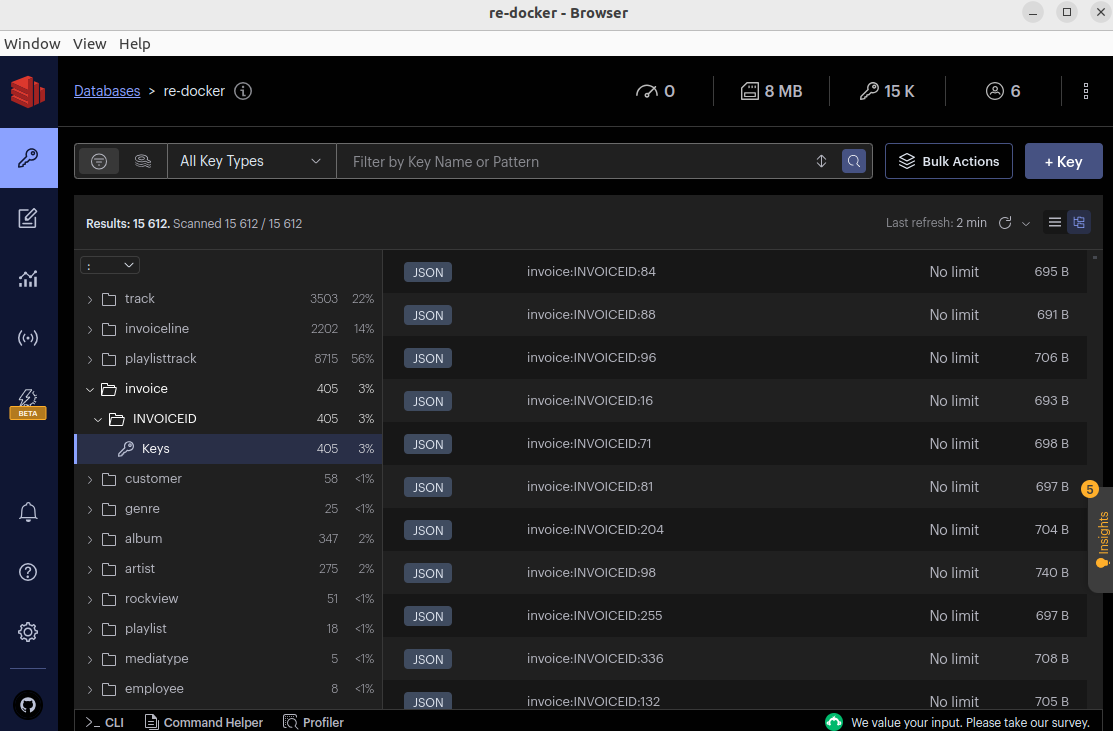 re-docker - Browser
Window View Help
Databases > re-docker 0 8 MB 15 K 6
All Key Types Filter by Key Name or Pattern Bulk Actions + Key
Results: 15 612. Scanned 15 612 / 15 612 Last refresh: 2 min
:
track 3503 22%
invoiceline 2202 14%
playlisttrack 8715 56%
invoice 405 3%
INVOICEID 405 3%
Keys 405 3%
customer 58 <1%
genre 25 <1%
album 347 2%
artist 275 2%
rockview 51 <1%
playlist 18 <1%
mediatype 5 <1%
employee 8 <1%
JSON invoice:INVOICEID:84 No limit 695 B
JSON invoice:INVOICEID:88 No limit 691 B
JSON invoice:INVOICEID:96 No limit 706 B
JSON invoice:INVOICEID:16 No limit 693 B
JSON invoice:INVOICEID:71 No limit 698 B
JSON invoice:INVOICEID:81 No limit 697 B
JSON invoice:INVOICEID:204 No limit 704 B
JSON invoice:INVOICEID:98 No limit 740 B
JSON invoice:INVOICEID:255 No limit 697 B
JSON invoice:INVOICEID:336 No limit 708 B
JSON invoice:INVOICEID:132 No limit 705 B
BETA
5
Insights
>_ CLI Command Helper Profiler We value your input. Please take our survey.